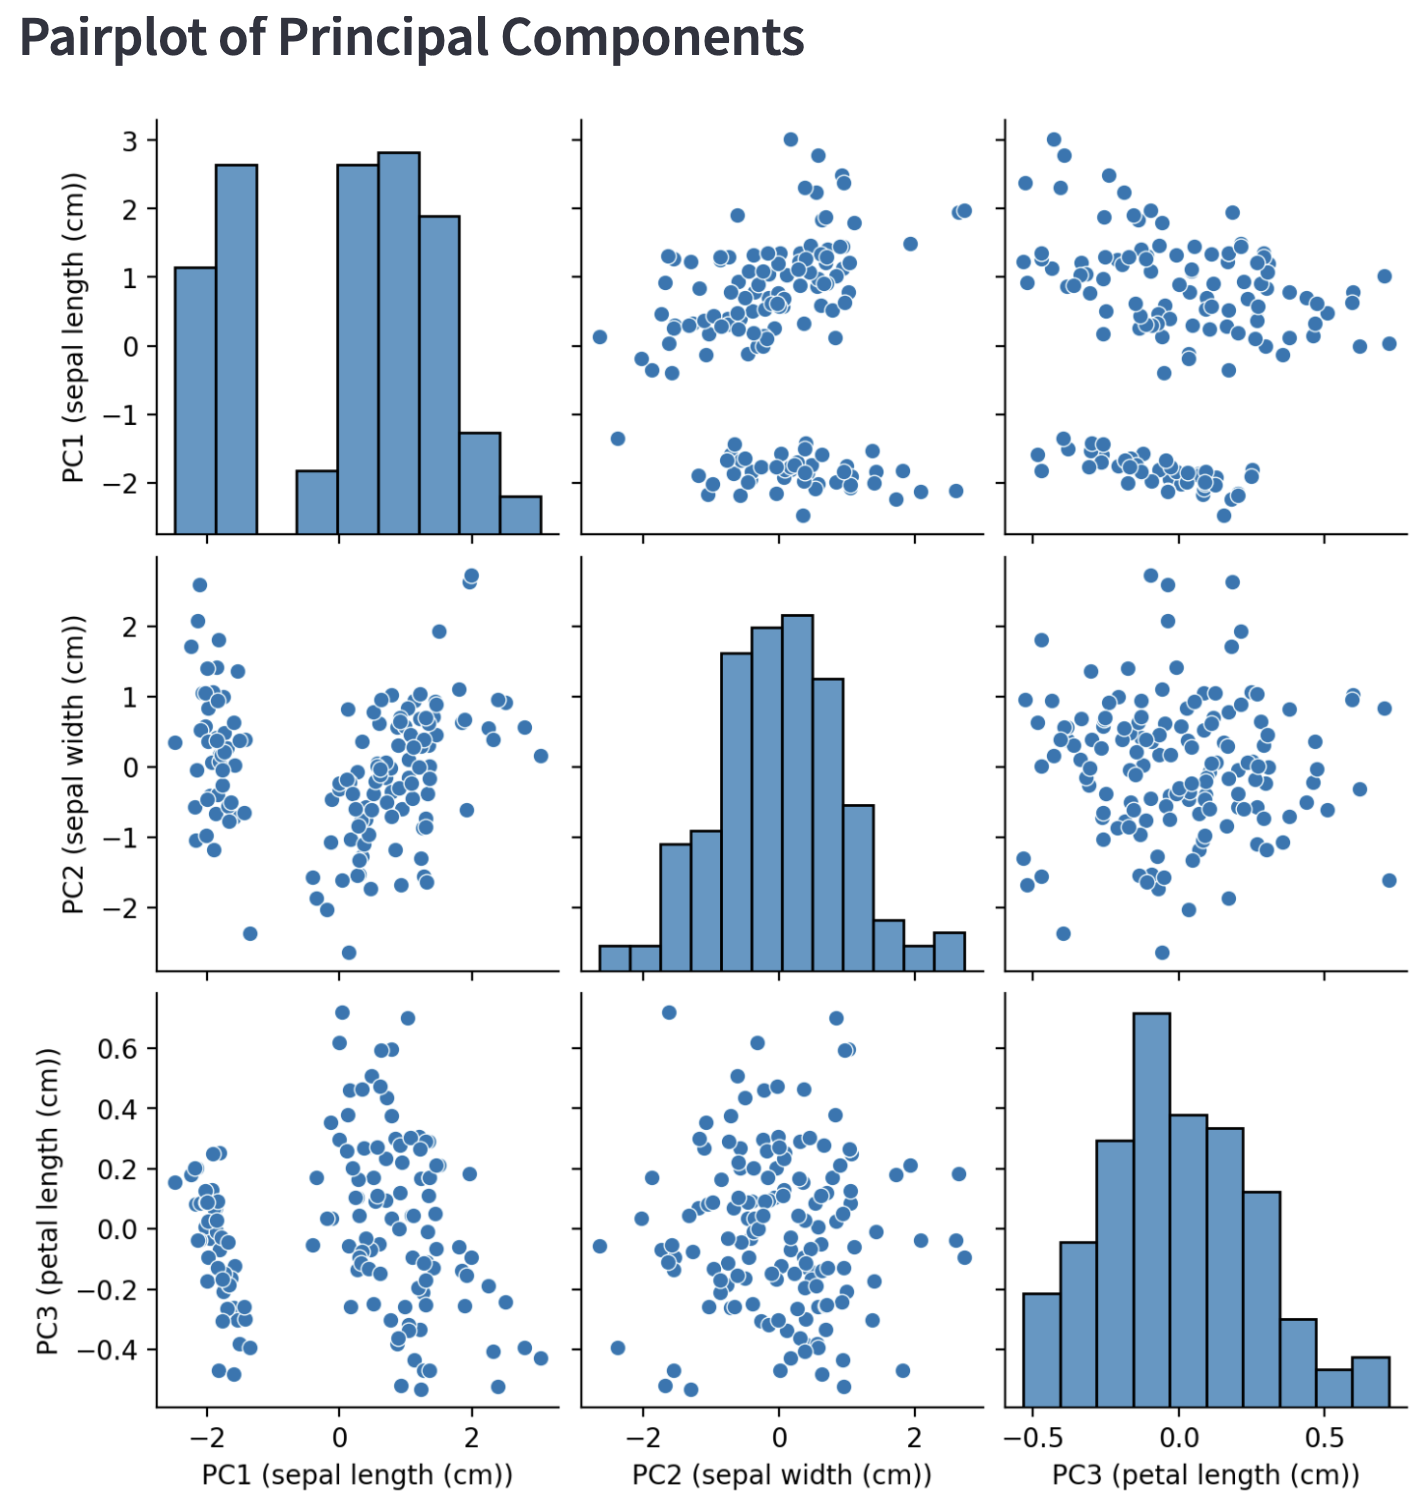 Pairplot of Principal Components
3
2
1
0
−1
−2
PC1 (sepal length (cm))
2
1
0
−1
−2
PC2 (sepal width (cm))
0.6
0.4
0.2
0.0
−0.2
−0.4
PC3 (petal length (cm))
−2 0 2
−2 0 2
−0.5 0.0 0.5
PC1 (sepal length (cm))
PC2 (sepal width (cm))
PC3 (petal length (cm))